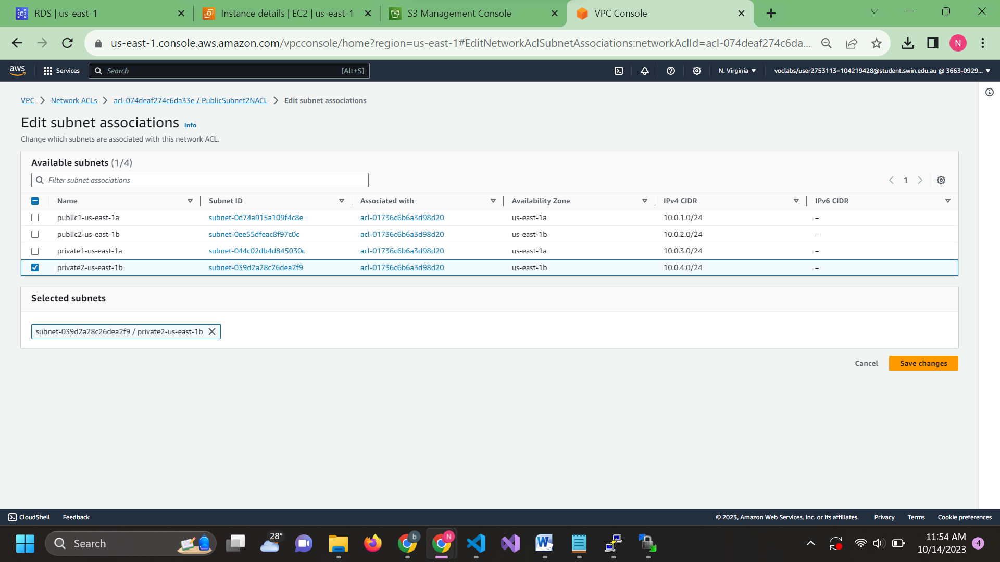 RDS | us-east-1
Instance details | EC2 | us-east-1
S3 Management Console
VPC Console
us-east-1.console.aws.amazon.com/vpcconsole/home?region=us-east-1#EditNetworkAclSubnetAssociations:networkAclId=acl-074deaf274c6da...
N
aws
Services
Search
[Alt+S]
N. Virginia
voclabs/user2753113=104219428@student.swin.edu.au @ 3663-0929...
VPC
Network ACLs
acl-074deaf274c6da33e / PublicSubnet2NACL
Edit subnet associations
Edit subnet associations Info
Change which subnets are associated with this network ACL.
Available subnets (1/4)
Filter subnet associations
1
Name Subnet ID Associated with Availability Zone IPv4 CIDR IPv6 CIDR
public1-us-east-1a subnet-0d74a915a109f4c8e acl-01736c6b6a3d98d20 us-east-1a 10.0.1.0/24 –
public2-us-east-1b subnet-0ee55dfeac8f97c0c acl-01736c6b6a3d98d20 us-east-1b 10.0.2.0/24 –
private1-us-east-1a subnet-044c02db4d845030c acl-01736c6b6a3d98d20 us-east-1a 10.0.3.0/24 –
private2-us-east-1b subnet-039d2a28c26dea2f9 acl-01736c6b6a3d98d20 us-east-1b 10.0.4.0/24 –
Selected subnets
subnet-039d2a28c26dea2f9 / private2-us-east-1b
Cancel
Save changes
CloudShell
Feedback
© 2023, Amazon Web Services, Inc. or its affiliates.
Privacy
Terms
Cookie preferences
Search
28°
b
N
W
11:54 AM
10/14/2023
4